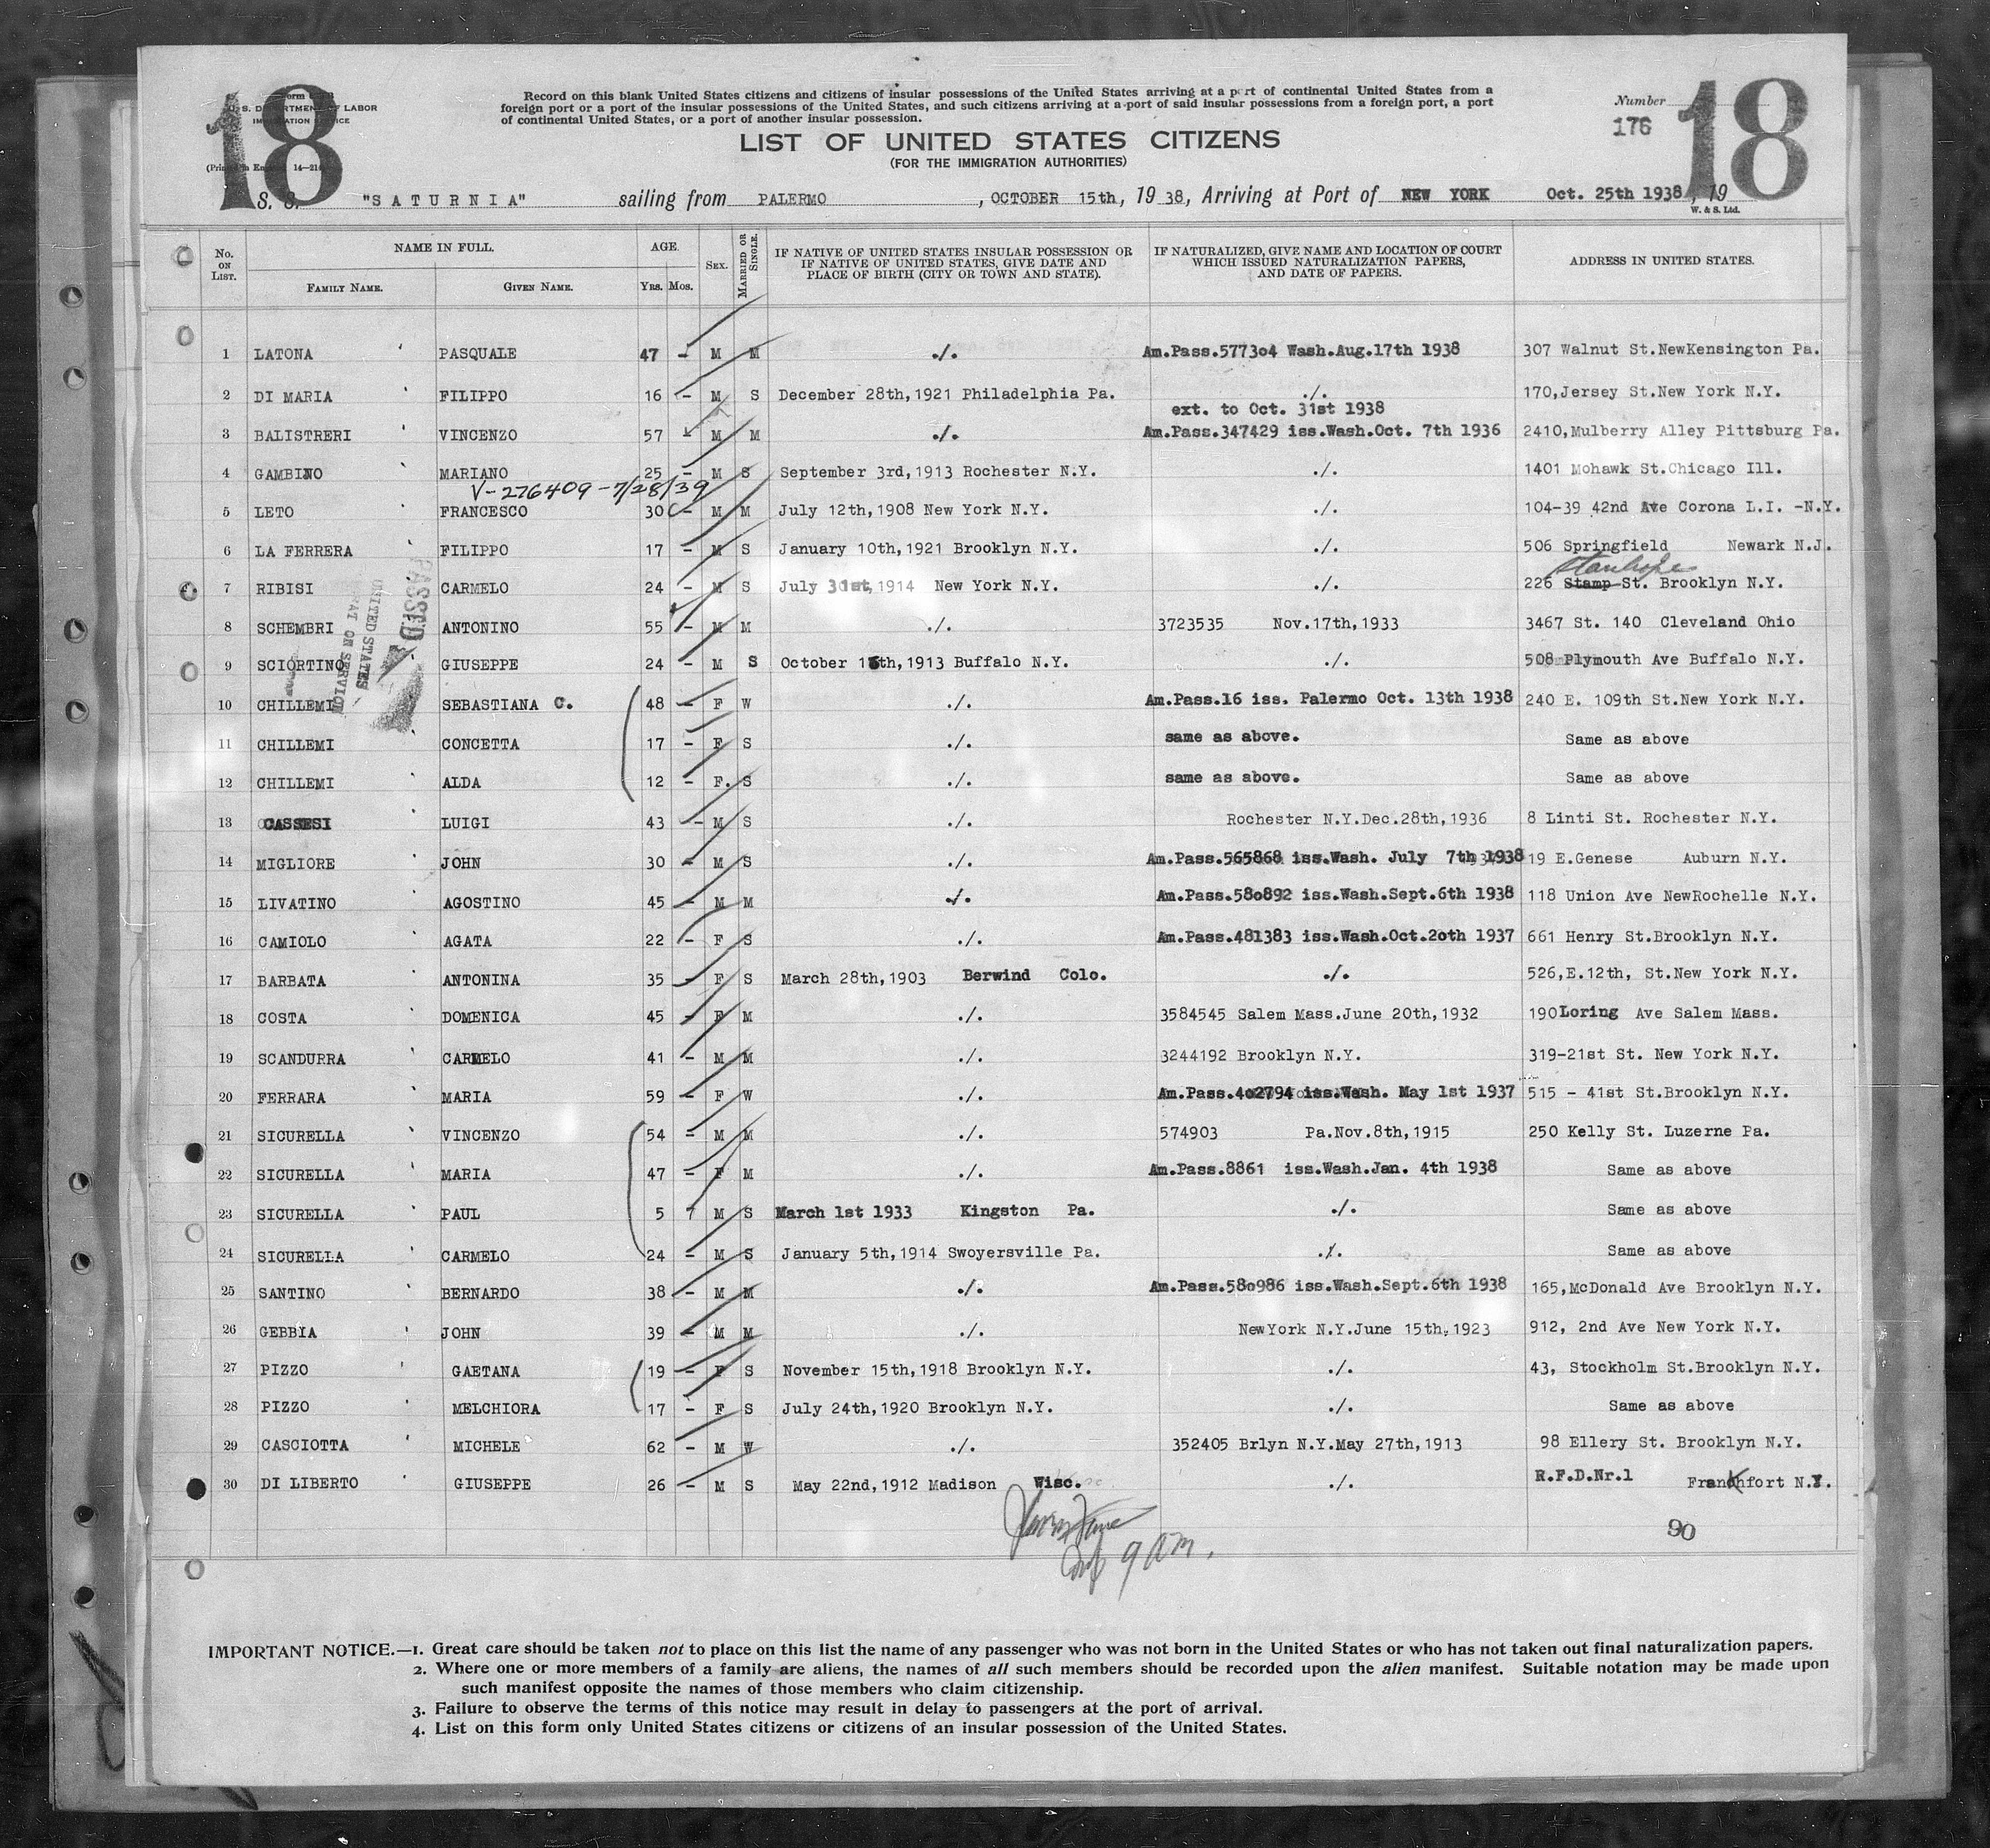 18
U. S. DEPARTMENT OF LABOR
IMMIGRATION SERVICE
Record on this blank United States citizens and citizens of insular possessions of the United States arriving at a port of continental United States from a
foreign port or a port of the insular possessions of the United States, and such citizens arriving at a port of said insular possessions from a foreign port, a port
of continental United States, or a port of another insular possession.
Number
176
18
LIST OF UNITED STATES CITIZENS
(FOR THE IMMIGRATION AUTHORITIES)
S. S. "SATURNIA" sailing from PALERMO, OCTOBER 15th, 1938, Arriving at Port of NEW YORK Oct. 25th 1938, 19
W. & S. Ltd.
No. ON LIST. NAME IN FULL. FAMILY NAME. GIVEN NAME. AGE. YRS. MOS. SEX. MARRIED OR SINGLE. IF NATIVE OF UNITED STATES INSULAR POSSESSION OR IF NATIVE OF UNITED STATES, GIVE DATE AND PLACE OF BIRTH (CITY OR TOWN AND STATE). IF NATURALIZED, GIVE NAME AND LOCATION OF COURT WHICH ISSUED NATURALIZATION PAPERS, AND DATE OF PAPERS. ADDRESS IN UNITED STATES.
1 LATONA PASQUALE 47 - M M ./. Am.Pass.577304 Wash.Aug.17th 1938 307 Walnut St.NewKensington Pa.
2 DI MARIA FILIPPO 16 - M S December 28th,1921 Philadelphia Pa. ./. 170,Jersey St.New York N.Y.
ext. to Oct. 31st 1938
3 BALISTRERI VINCENZO 57 - M M ./. Am.Pass.347429 iss.Wash.Oct. 7th 1936 2410,Mulberry Alley Pittsburg Pa.
4 GAMBINO MARIANO 25 - M S September 3rd,1913 Rochester N.Y. ./. 1401 Mohawk St.Chicago Ill.
V-276409-7/28/39
5 LETO FRANCESCO 30 - M M July 12th,1908 New York N.Y. ./. 104-39 42nd Ave Corona L.I. -N.Y.
6 LA FERRERA FILIPPO 17 - M S January 10th,1921 Brooklyn N.Y. ./. 506 Springfield Newark N.J.
Stanhope
7 RIBISI CARMELO 24 - M S July 31st,1914 New York N.Y. ./. 226 Stamp St. Brooklyn N.Y.
8 SCHEMBRI ANTONINO 55 - M M ./. 3723535 Nov.17th,1933 3467 St. 140 Cleveland Ohio
9 SCIORTINO GIUSEPPE 24 - M S October 16th,1913 Buffalo N.Y. ./. 508 Plymouth Ave Buffalo N.Y.
PASSED
UNITED STATES
IMMIGRATION SERVICE
10 CHILLEMI SEBASTIANA C. 48 - F W ./. Am.Pass.16 iss. Palermo Oct. 13th 1938 240 E. 109th St.New York N.Y.
11 CHILLEMI CONCETTA 17 - F S ./. same as above. Same as above
12 CHILLEMI ALDA 12 - F. S ./. same as above. Same as above
13 CASSESI LUIGI 43 - M S ./. Rochester N.Y.Dec.28th,1936 8 Linti St. Rochester N.Y.
14 MIGLIORE JOHN 30 - M S ./. Am.Pass.565868 iss.Wash. July 7th 1938 19 E.Genese Auburn N.Y.
15 LIVATINO AGOSTINO 45 - M M ./. Am.Pass.580892 iss.Wash.Sept.6th 1938 118 Union Ave NewRochelle N.Y.
16 CAMIOLO AGATA 22 - F S ./. Am.Pass.481383 iss.Wash.Oct.20th 1937 661 Henry St.Brooklyn N.Y.
17 BARBATA ANTONINA 35 - F S March 28th,1903 Berwind Colo. ./. 526,E.12th, St.New York N.Y.
18 COSTA DOMENICA 45 - F M ./. 3584545 Salem Mass.June 20th,1932 190 Loring Ave Salem Mass.
19 SCANDURRA CARMELO 41 - M M ./. 3244192 Brooklyn N.Y. 319-21st St. New York N.Y.
20 FERRARA MARIA 59 - F W ./. Am.Pass.402794 iss.Wash. May 1st 1937 515 - 41st St.Brooklyn N.Y.
21 SICURELLA VINCENZO 54 - M M ./. 574903 Pa.Nov.8th,1915 250 Kelly St. Luzerne Pa.
22 SICURELLA MARIA 47 - F M ./. Am.Pass.8861 iss.Wash.Jan. 4th 1938 Same as above
23 SICURELLA PAUL 5 7 M S March 1st 1933 Kingston Pa. ./. Same as above
24 SICURELLA CARMELO 24 - M S January 5th,1914 Swoyersville Pa. ./. Same as above
25 SANTINO BERNARDO 38 - M M ./. Am.Pass.580986 iss.Wash.Sept.6th 1938 165,McDonald Ave Brooklyn N.Y.
26 GEBBIA JOHN 39 - M M ./. NewYork N.Y.June 15th,1923 912, 2nd Ave New York N.Y.
27 PIZZO GAETANA 19 - F S November 15th,1918 Brooklyn N.Y. ./. 43, Stockholm St.Brooklyn N.Y.
28 PIZZO MELCHIORA 17 - F S July 24th,1920 Brooklyn N.Y. ./. Same as above
29 CASCIOTTA MICHELE 62 - M W ./. 352405 Brlyn N.Y.May 27th,1913 98 Ellery St. Brooklyn N.Y.
30 DI LIBERTO GIUSEPPE 26 - M S May 22nd,1912 Madison Wisc. ./. R.F.D.Nr.1 Frankfort N.Y.
90
9 AM.
IMPORTANT NOTICE.—1. Great care should be taken not to place on this list the name of any passenger who was not born in the United States or who has not taken out final naturalization papers.
2. Where one or more members of a family are aliens, the names of all such members should be recorded upon the alien manifest. Suitable notation may be made upon
such manifest opposite the names of those members who claim citizenship.
3. Failure to observe the terms of this notice may result in delay to passengers at the port of arrival.
4. List on this form only United States citizens or citizens of an insular possession of the United States.